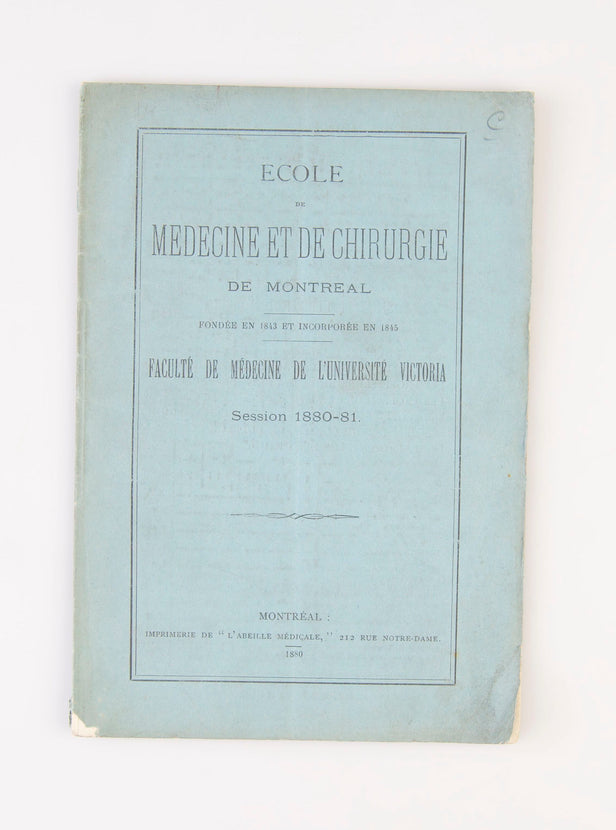 ECOLE
DE
MEDECINE ET DE CHIRURGIE
DE MONTREAL
FONDÉE EN 1843 ET INCORPORÉE EN 1845
FACULTÉ DE MÉDECINE DE L'UNIVERSITÉ VICTORIA
Session 1880-81.
MONTRÉAL :
IMPRIMERIE DE " L'ABEILLE MÉDICALE, " 212 RUE NOTRE-DAME.
1880